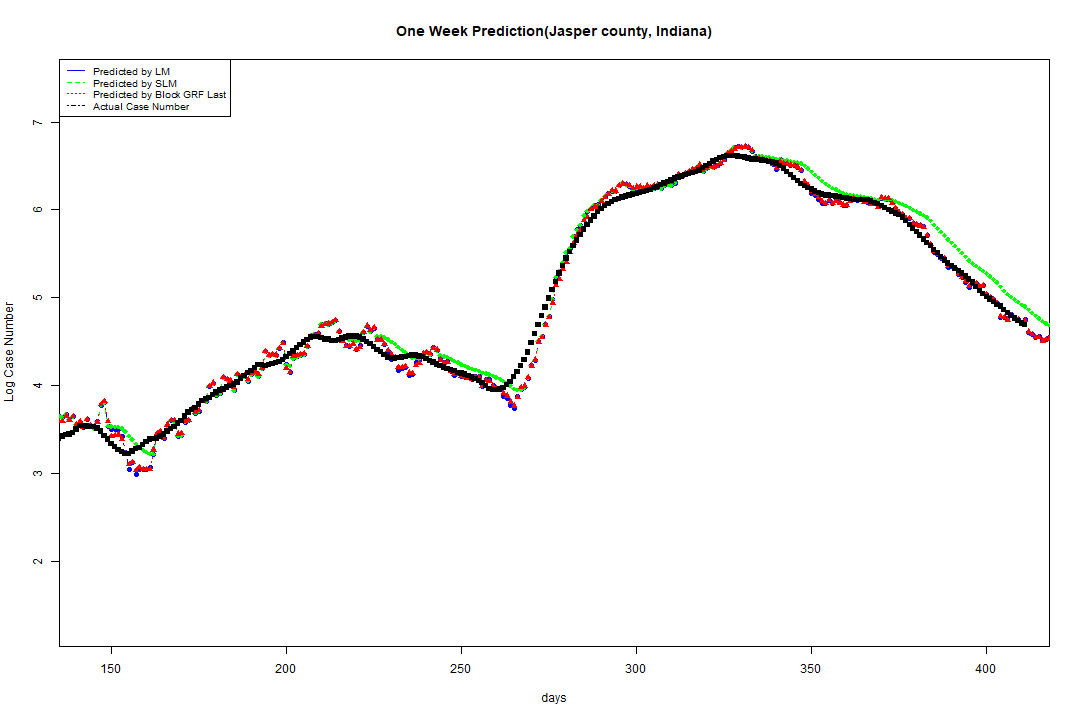 One Week Prediction(Jasper county, Indiana)
Predicted by LM
Predicted by SLM
Predicted by Block GRF Last
Actual Case Number
7
6
5
4
3
2
Log Case Number
150 200 250 300 350 400
days